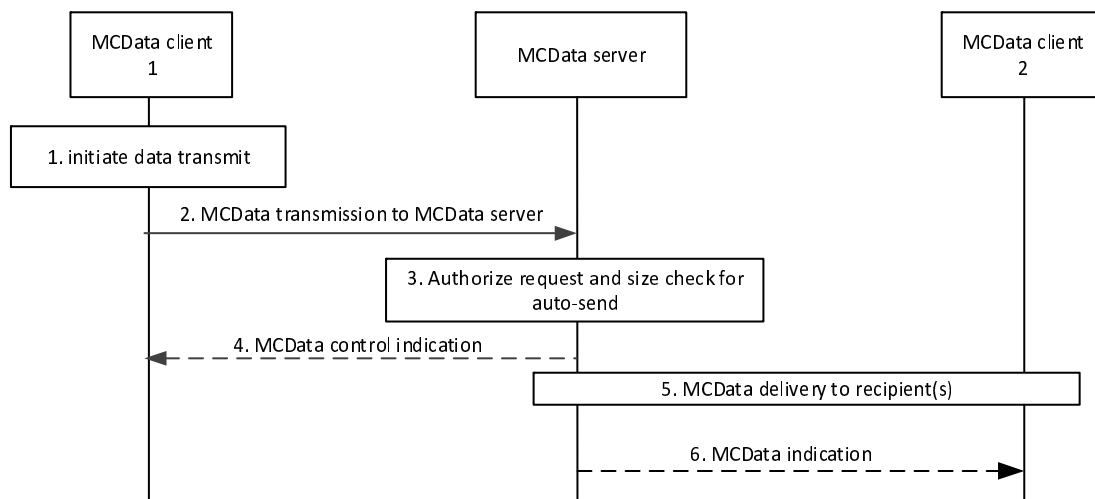 MCData client
1
MCData server
MCData client
2
1. initiate data transmit
2. MCData transmission to MCData server
3. Authorize request and size check for
auto-send
4. MCData control indication
5. MCData delivery to recipient(s)
6. MCData indication